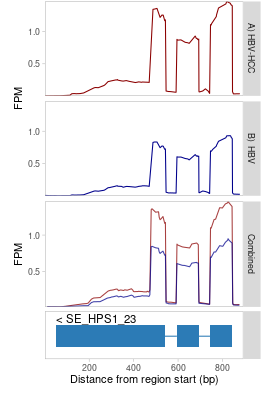 1.0
0.5
A) HBV-HCC
FPM
1.0
0.5
B) HBV
1.0
0.5
FPM
Combined
< SE_HPS1_23
200 400 600 800
Distance from region start (bp)